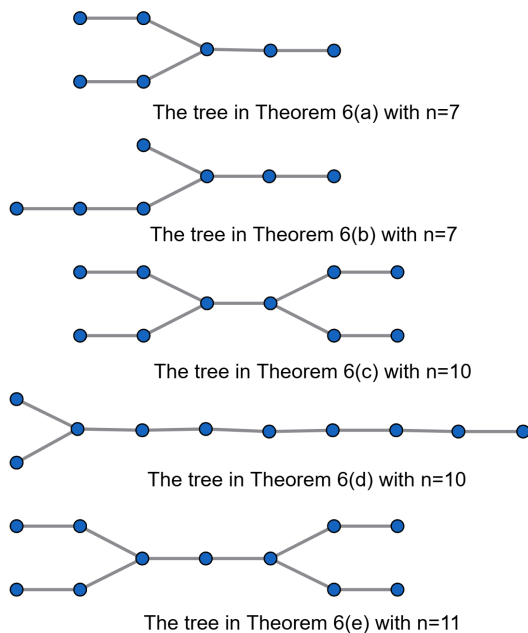 The tree in Theorem 6(a) with n=7
The tree in Theorem 6(b) with n=7
The tree in Theorem 6(c) with n=10
The tree in Theorem 6(d) with n=10
The tree in Theorem 6(e) with n=11